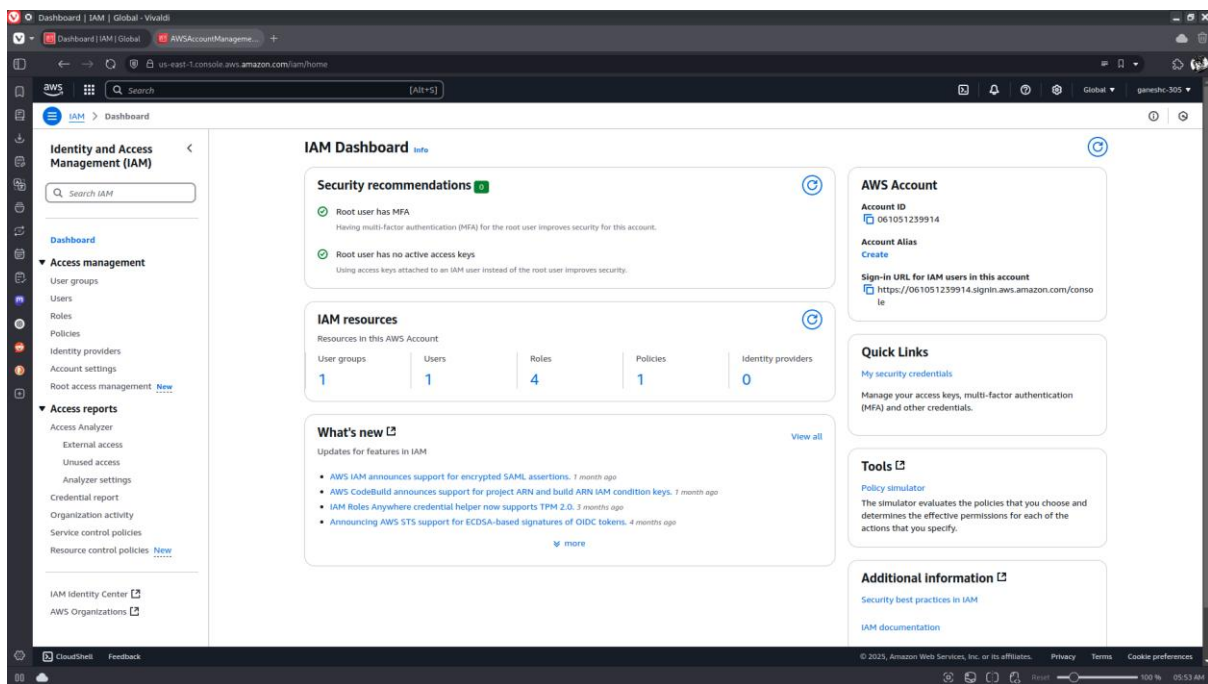 Dashboard | IAM | Global - Vivaldi
Dashboard | IAM | Global
AWSAccountManageme...
us-east-1.console.aws.amazon.com/iam/home
aws
Search
[Alt+S]
Global
ganeshc-305
IAM > Dashboard
Identity and Access Management (IAM)
Search IAM
Dashboard
Access management
User groups
Users
Roles
Policies
Identity providers
Account settings
Root access management New
Access reports
Access Analyzer
External access
Unused access
Analyzer settings
Credential report
Organization activity
Service control policies
Resource control policies New
IAM Identity Center
AWS Organizations
IAM Dashboard Info
Security recommendations 0
Root user has MFA
Having multi-factor authentication (MFA) for the root user improves security for this account.
Root user has no active access keys
Using access keys attached to an IAM user instead of the root user improves security.
IAM resources
Resources in this AWS Account
User groups
1
Users
1
Roles
4
Policies
1
Identity providers
0
What's new
View all
Updates for features in IAM
AWS IAM announces support for encrypted SAML assertions. 1 month ago
AWS CodeBuild announces support for project ARN and build ARN IAM condition keys. 1 month ago
IAM Roles Anywhere credential helper now supports TPM 2.0. 3 months ago
Announcing AWS STS support for ECDSA-based signatures of OIDC tokens. 4 months ago
more
AWS Account
Account ID
061051239914
Account Alias
Create
Sign-in URL for IAM users in this account
https://061051239914.signin.aws.amazon.com/conso
le
Quick Links
My security credentials
Manage your access keys, multi-factor authentication
(MFA) and other credentials.
Tools
Policy simulator
The simulator evaluates the policies that you choose and
determines the effective permissions for each of the
actions that you specify.
Additional information
Security best practices in IAM
IAM documentation
CloudShell
Feedback
© 2025, Amazon Web Services, Inc. or its affiliates.
Privacy
Terms
Cookie preferences
Reset
100 %
05:53 AM